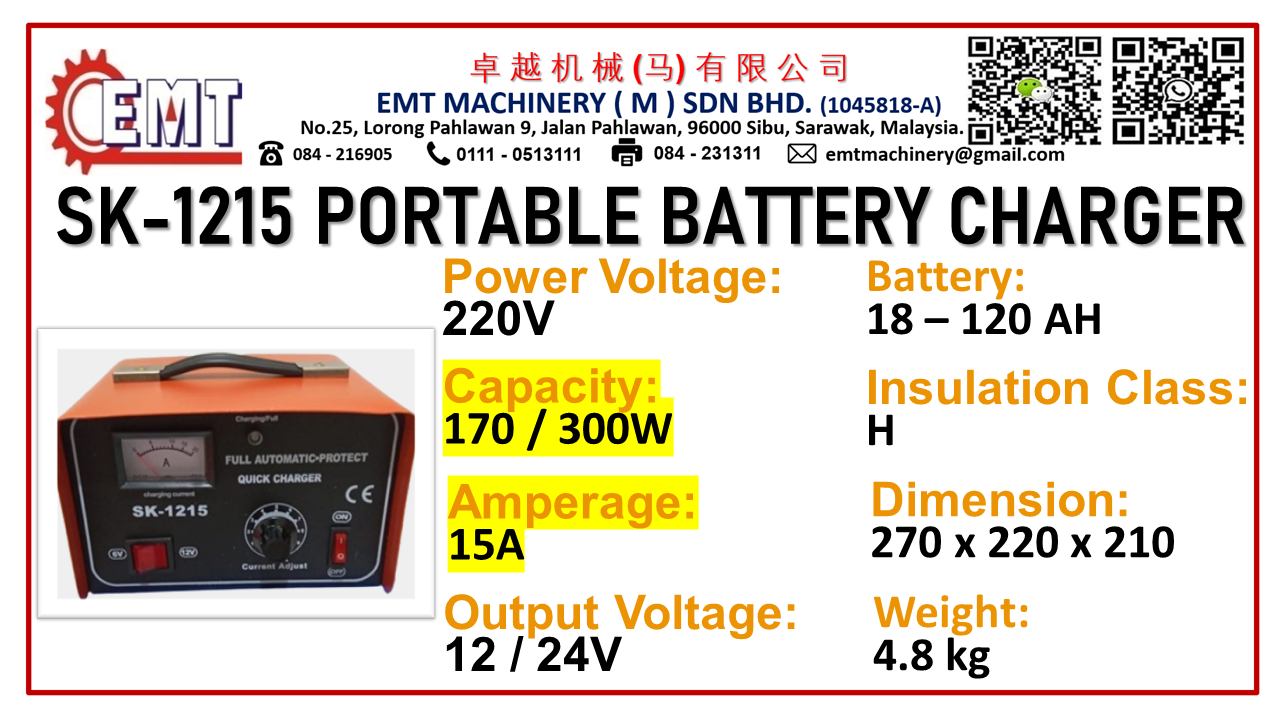 EMT
卓越机械(马)有限公司
EMT MACHINERY ( M ) SDN BHD. (1045818-A)
No.25, Lorong Pahlawan 9, Jalan Pahlawan, 96000 Sibu, Sarawak, Malaysia.
084 - 216905 0111 - 0513111 084 - 231311 emtmachinery@gmail.com
SK-1215 PORTABLE BATTERY CHARGER
Power Voltage:
220V
Capacity:
170 / 300W
Amperage:
15A
Output Voltage:
12 / 24V
Battery:
18 – 120 AH
Insulation Class:
H
Dimension:
270 x 220 x 210
Weight:
4.8 kg
Charging/Full
A
FULL AUTOMATIC•PROTECT
QUICK CHARGER
charging current
CE
SK-1215
ON
6V
12V
Current Adjust
OFF